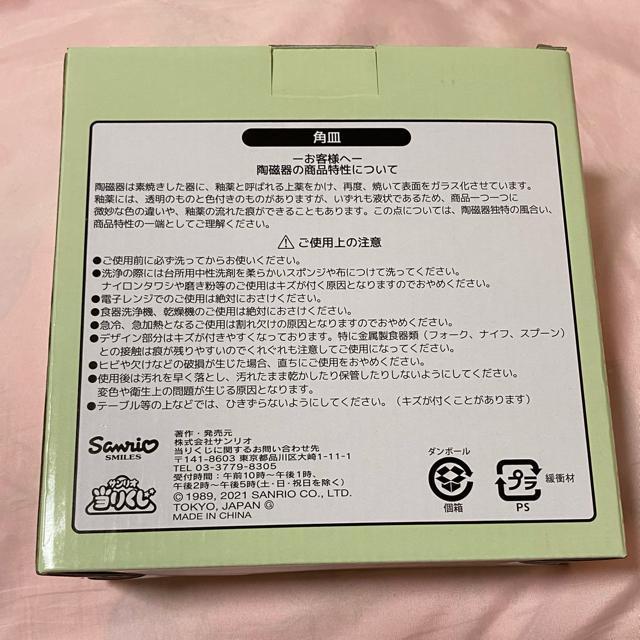 角皿
ーお客様へー
陶磁器の商品特性について
陶磁器は素焼きした器に、釉薬と呼ばれる上薬をかけ、再度、焼いて表面をガラス化させています。
釉薬には、透明のものと色付きのものがありますが、いずれも液状であるため、商品一つ一つに
微妙な色の違いや、釉薬の流れた痕ができることもあります。この点については、陶磁器独特の風合い、
商品特性の一端としてご理解ください。
⚠ご使用上の注意
●ご使用前に必ず洗ってからお使いください。
●洗浄の際には台所用中性洗剤を柔らかいスポンジや布につけて洗ってください。
ナイロンタワシや磨き粉等のご使用はキズが付く原因となりますのでおやめください。
●電子レンジでのご使用は絶対におさけください。
●食器洗浄機、乾燥機のご使用は絶対におさけください。
●急冷、急加熱となるご使用は割れ欠けの原因となりますのでおやめください。
●デザイン部分はキズが付きやすくなっております。特に金属製食器類（フォーク、ナイフ、スプーン）
との接触は痕が残りやすいのでくれぐれも注意してご使用になってください。
●ヒビや欠けなどの破損が生じた場合、直ちにご使用をおやめください。
●使用後は汚れを早く落とし、汚れたまま乾かしたり保管したりしないようにしてください。
変色や衛生上の問題が生じる原因となります。
●テーブル等の上などでは、ひきずらないようにしてください。（キズが付くことがあります）
Sanrio
SMILES
サンリオ
当りくじ
著作・発売元
株式会社サンリオ
当りくじに関するお問い合わせ先
〒141-8603 東京都品川区大崎1-11-1
TEL 03-3779-8305
受付時間：午前10時～午後1時、
午後2時～午後5時(土・日・祝日を除く)
© 1989, 2021 SANRIO CO., LTD.
TOKYO, JAPAN Ⓖ
MADE IN CHINA
ダンボール
個箱
プラ
PS
緩衝材